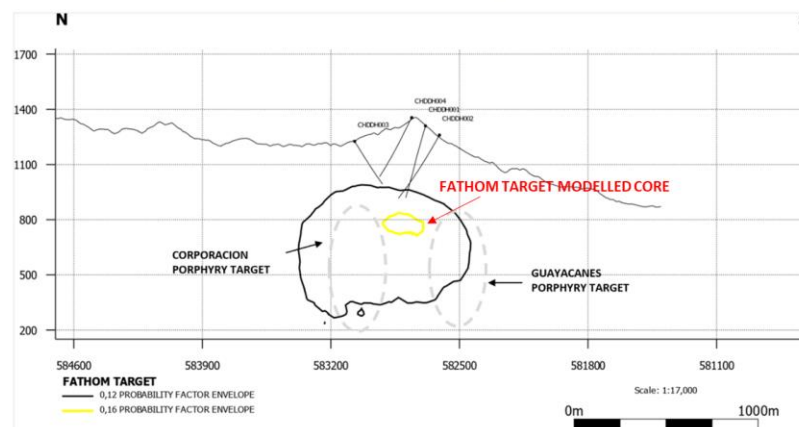 N
S
1700
1400
1100
800
500
200
CHDDH004
CHDDH001
CHDDH002
CHDDH003
FATHOM TARGET MODELLED CORE
CORPORACION
PORPHYRY TARGET
GUAYACANES
PORPHYRY TARGET
584600
583900
583200
582500
581800
581100
FATHOM TARGET
0,12 PROBABILITY FACTOR ENVELOPE
0,16 PROBABILITY FACTOR ENVELOPE
Scale: 1:17,000
0m
1000m